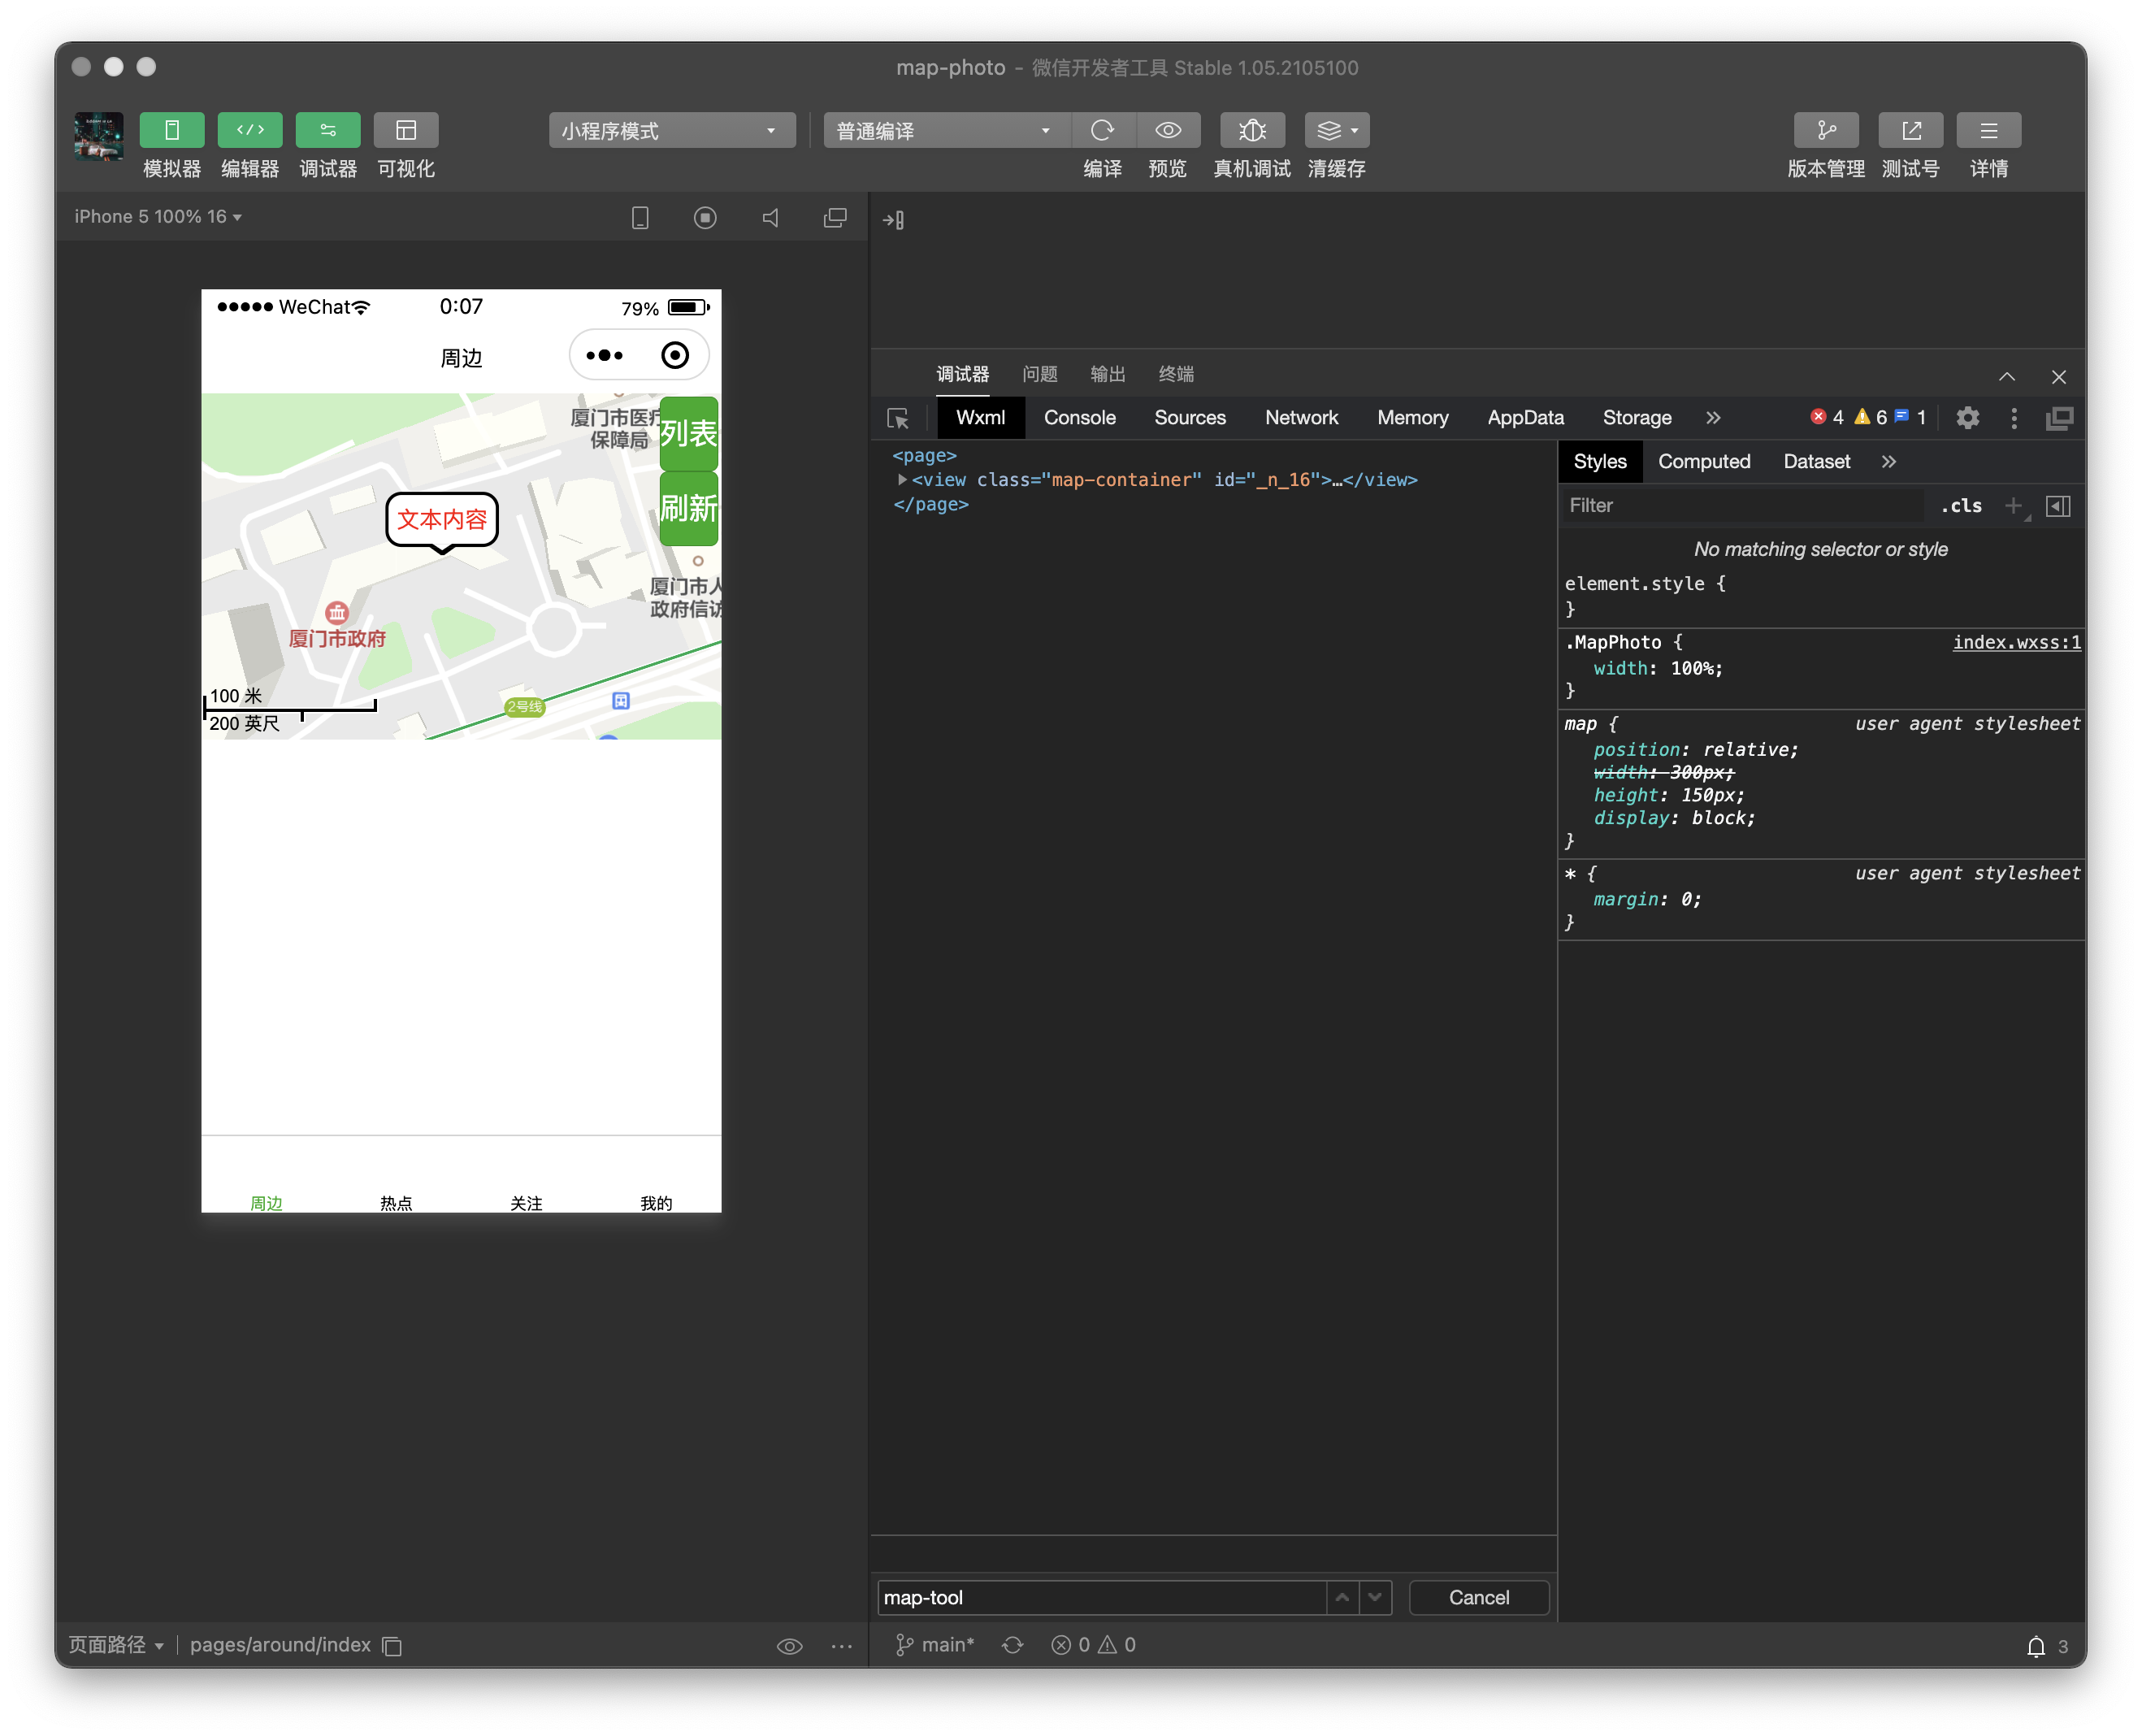 map-photo – 微信开发者工具 Stable 1.05.2105100
模拟器 编辑器 调试器 可视化
小程序模式
普通编译
编译 预览 真机调试 清缓存
版本管理 测试号 详情
iPhone 5 100% 16
WeChat 0:07 79%
周边
厦门市医疗
保障局
列表
刷新
文本内容
厦门市人
政府信访
厦门市政府
100 米
200 英尺
2号线
周边 热点 关注 我的
页面路径 pages/around/index
调试器 问题 输出 终端
Wxml Console Sources Network Memory AppData Storage 4 6 1
<page>
<view class="map-container" id="_n_16">…</view>
</page>
Styles Computed Dataset
Filter .cls
No matching selector or style
element.style {
}
.MapPhoto { index.wxss:1
width: 100%;
}
map { user agent stylesheet
position: relative;
width: 300px;
height: 150px;
display: block;
}
* { user agent stylesheet
margin: 0;
}
map-tool Cancel
main* 0 0 3